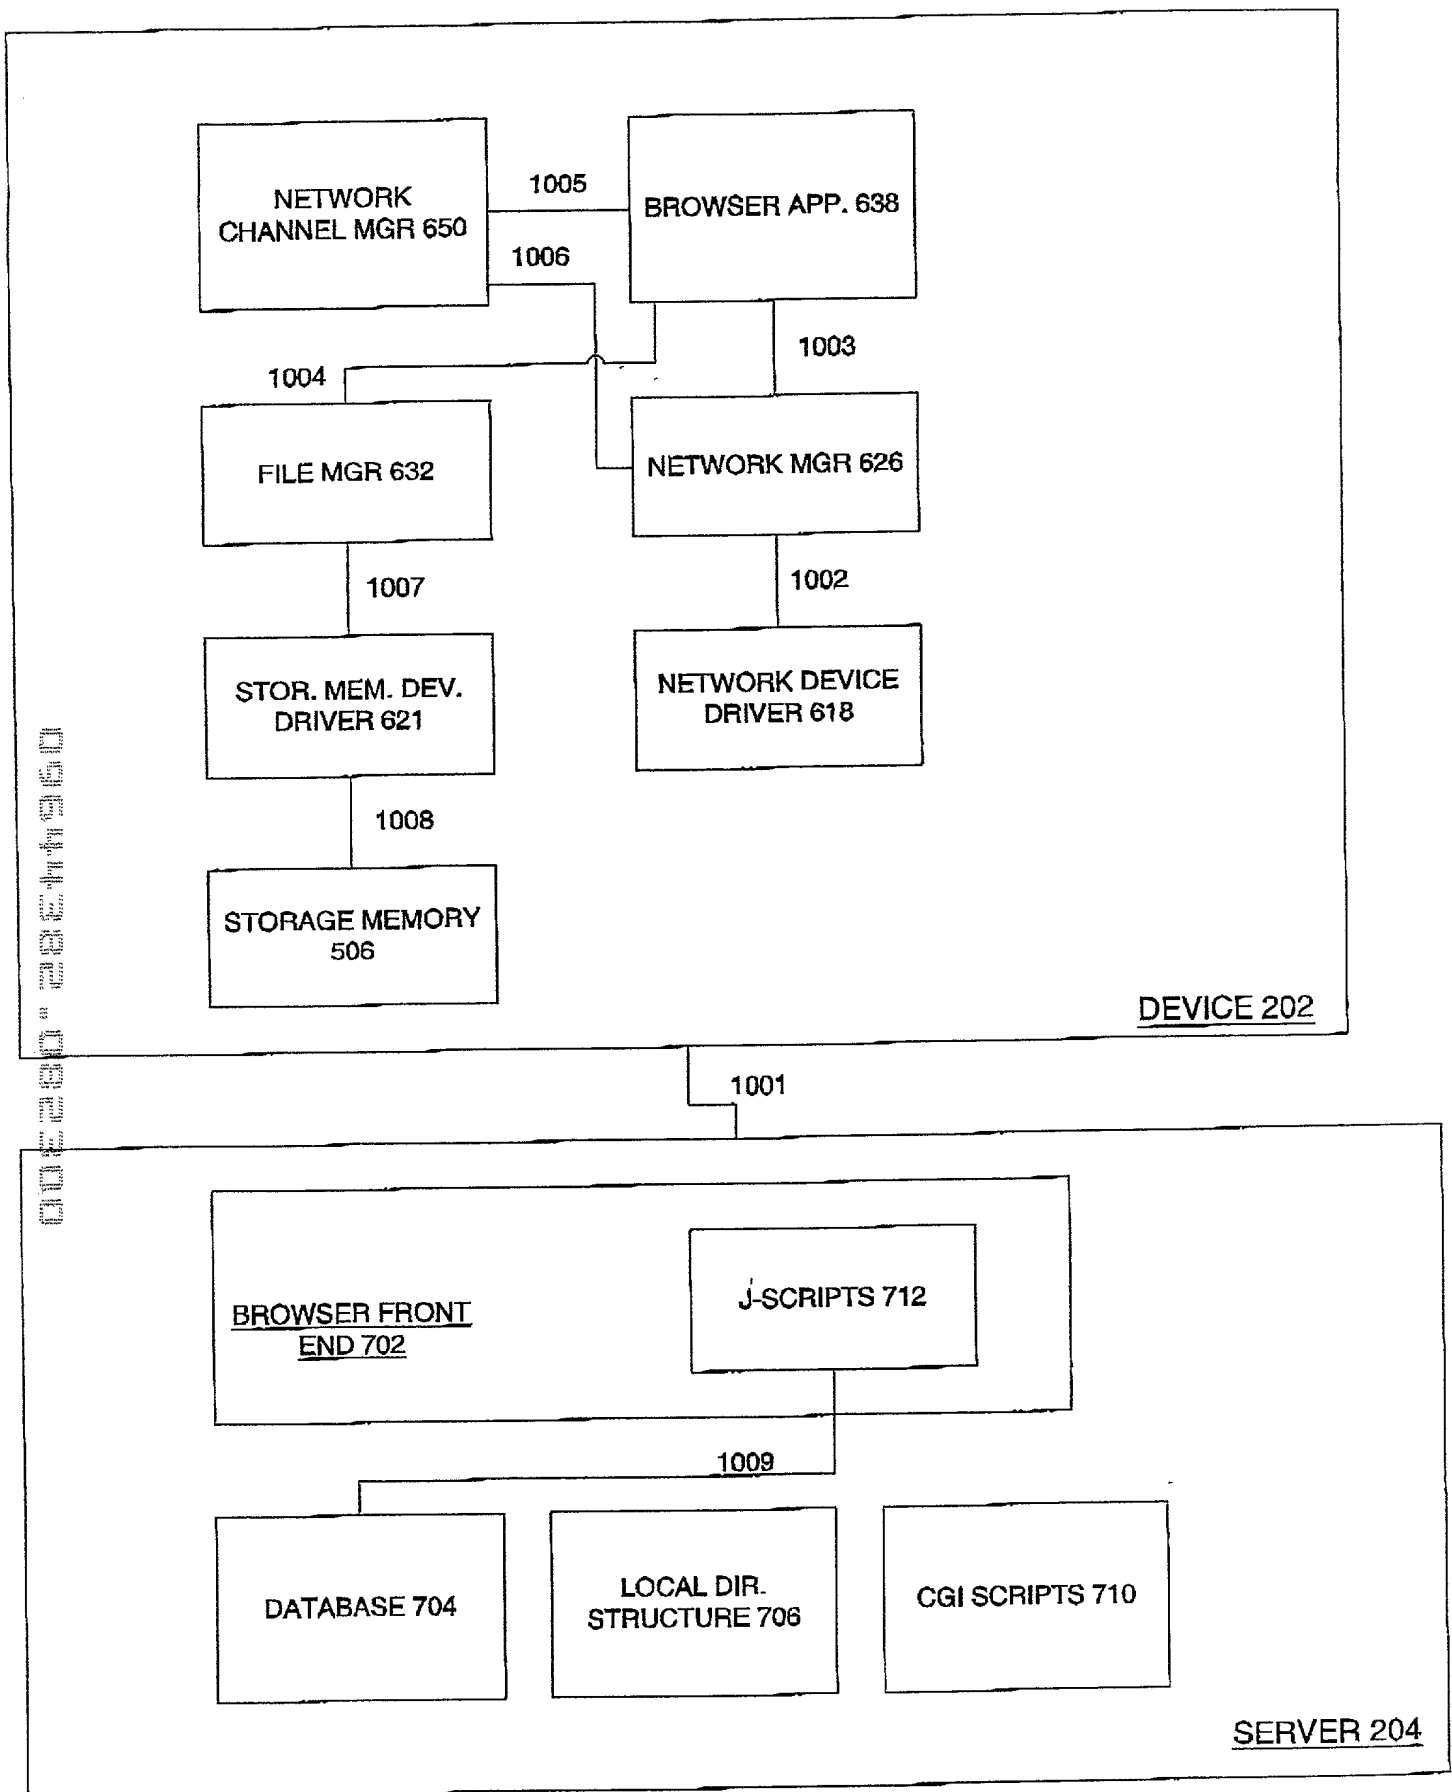 NETWORK
CHANNEL MGR 650
1005
BROWSER APP. 638
1006
1003
1004
FILE MGR 632
NETWORK MGR 626
1007
1002
STOR. MEM. DEV.
DRIVER 621
NETWORK DEVICE
DRIVER 618
1008
STORAGE MEMORY
506
DEVICE 202
09644382.082300
1001
BROWSER FRONT
END 702
J-SCRIPTS 712
1009
DATABASE 704
LOCAL DIR.
STRUCTURE 706
CGI SCRIPTS 710
SERVER 204